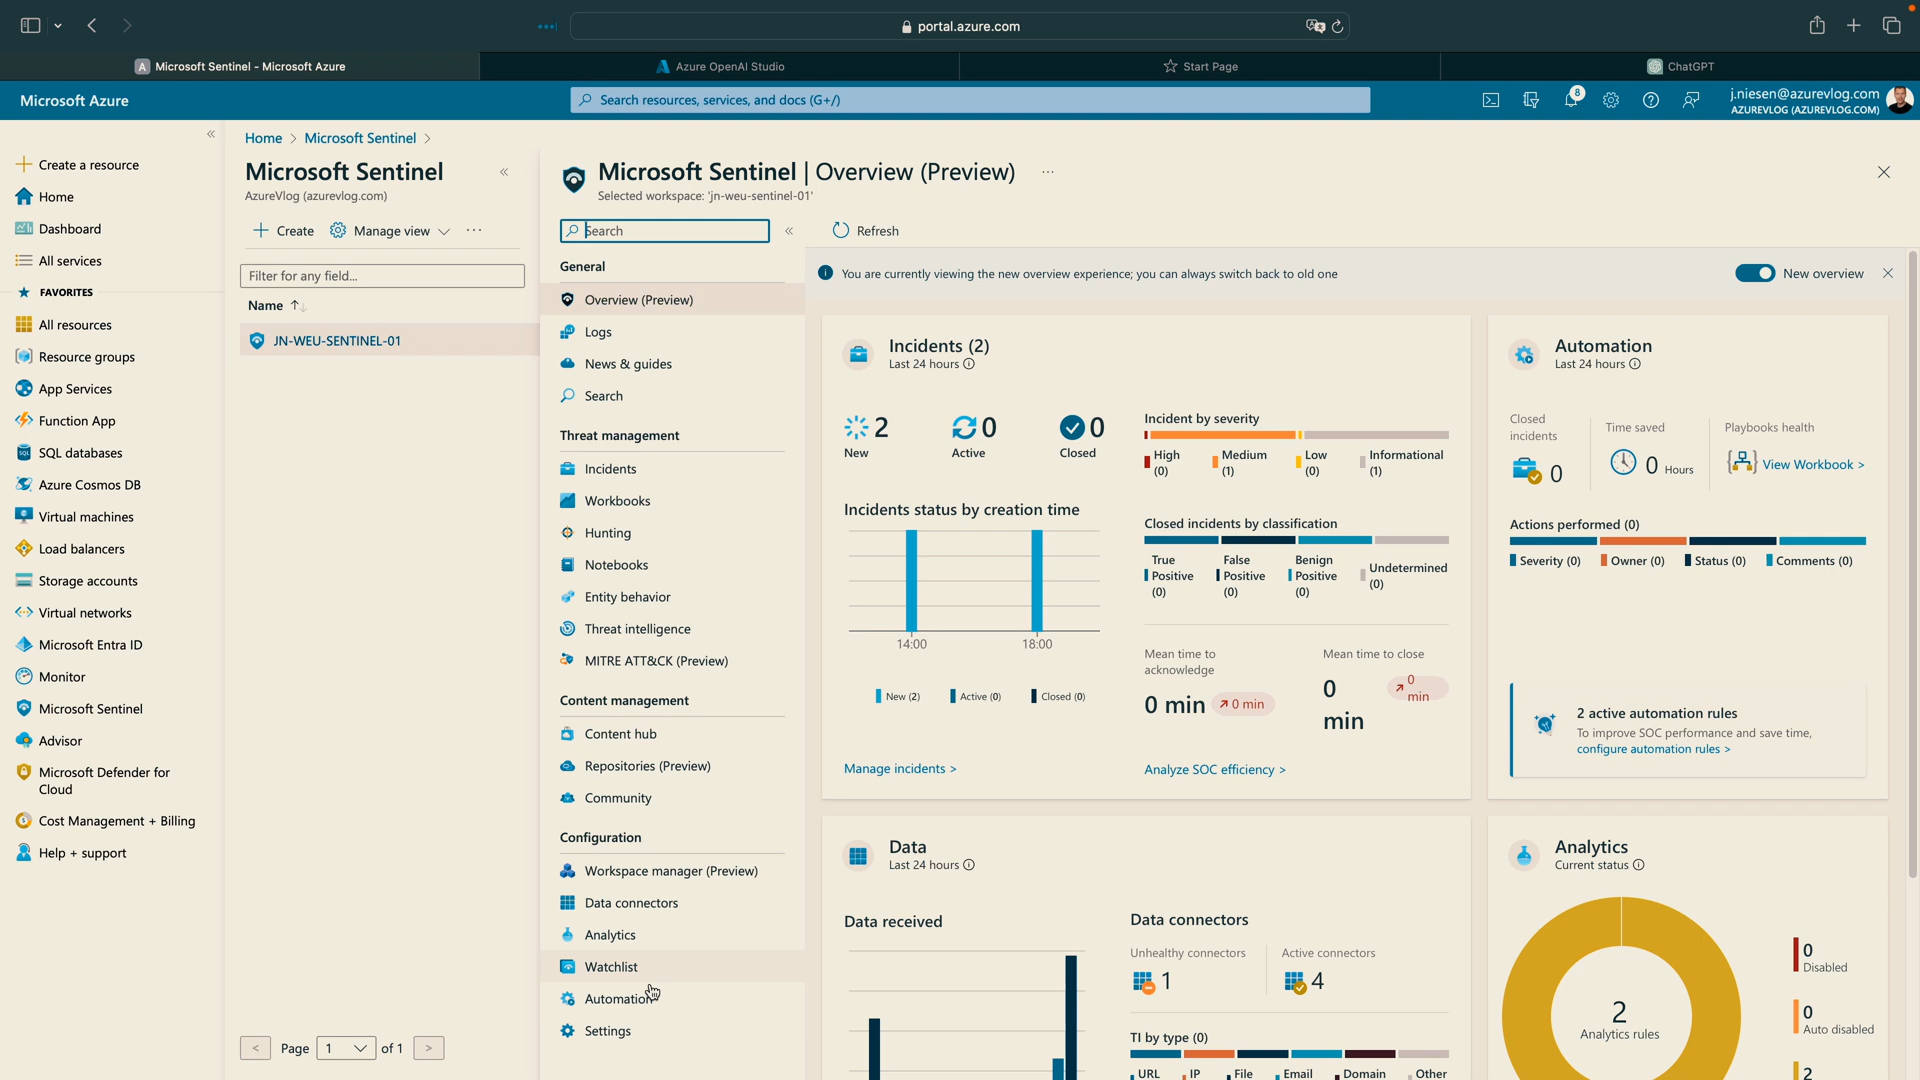 portal.azure.com
Microsoft Sentinel - Microsoft Azure
Azure OpenAI Studio
Start Page
ChatGPT
Microsoft Azure
Search resources, services, and docs (G+/)
8
j.niesen@azurevlog.com
AZUREVLOG (AZUREVLOG.COM)
Create a resource
Home
Dashboard
All services
FAVORITES
All resources
Resource groups
App Services
Function App
SQL databases
Azure Cosmos DB
Virtual machines
Load balancers
Storage accounts
Virtual networks
Microsoft Entra ID
Monitor
Microsoft Sentinel
Advisor
Microsoft Defender for
Cloud
Cost Management + Billing
Help + support
Home > Microsoft Sentinel >
Microsoft Sentinel
AzureVlog (azurevlog.com)
Create
Manage view
Filter for any field...
Name
JN-WEU-SENTINEL-01
< Page 1 of 1 >
Microsoft Sentinel | Overview (Preview)
Selected workspace: 'jn-weu-sentinel-01'
Search
General
Overview (Preview)
Logs
News & guides
Search
Threat management
Incidents
Workbooks
Hunting
Notebooks
Entity behavior
Threat intelligence
MITRE ATT&CK (Preview)
Content management
Content hub
Repositories (Preview)
Community
Configuration
Workspace manager (Preview)
Data connectors
Analytics
Watchlist
Automation
Settings
Refresh
You are currently viewing the new overview experience; you can always switch back to old one
New overview
Incidents (2)
Last 24 hours
2
New
0
Active
0
Closed
Incidents status by creation time
14:00
18:00
New (2)
Active (0)
Closed (0)
Manage incidents >
Incident by severity
High
(0)
Medium
(1)
Low
(0)
Informational
(1)
Closed incidents by classification
True
Positive
(0)
False
Positive
(0)
Benign
Positive
(0)
Undetermined
(0)
Mean time to
acknowledge
0 min
0 min
Mean time to close
0
min
0
min
Analyze SOC efficiency >
Automation
Last 24 hours
Closed
incidents
0
Time saved
0 Hours
Playbooks health
View Workbook >
Actions performed (0)
Severity (0)
Owner (0)
Status (0)
Comments (0)
2 active automation rules
To improve SOC performance and save time,
configure automation rules >
Data
Last 24 hours
Data received
Data connectors
Unhealthy connectors
1
Active connectors
4
TI by type (0)
URL
IP
File
Email
Domain
Other
Analytics
Current status
2
Analytics rules
0
Disabled
0
Auto disabled
2